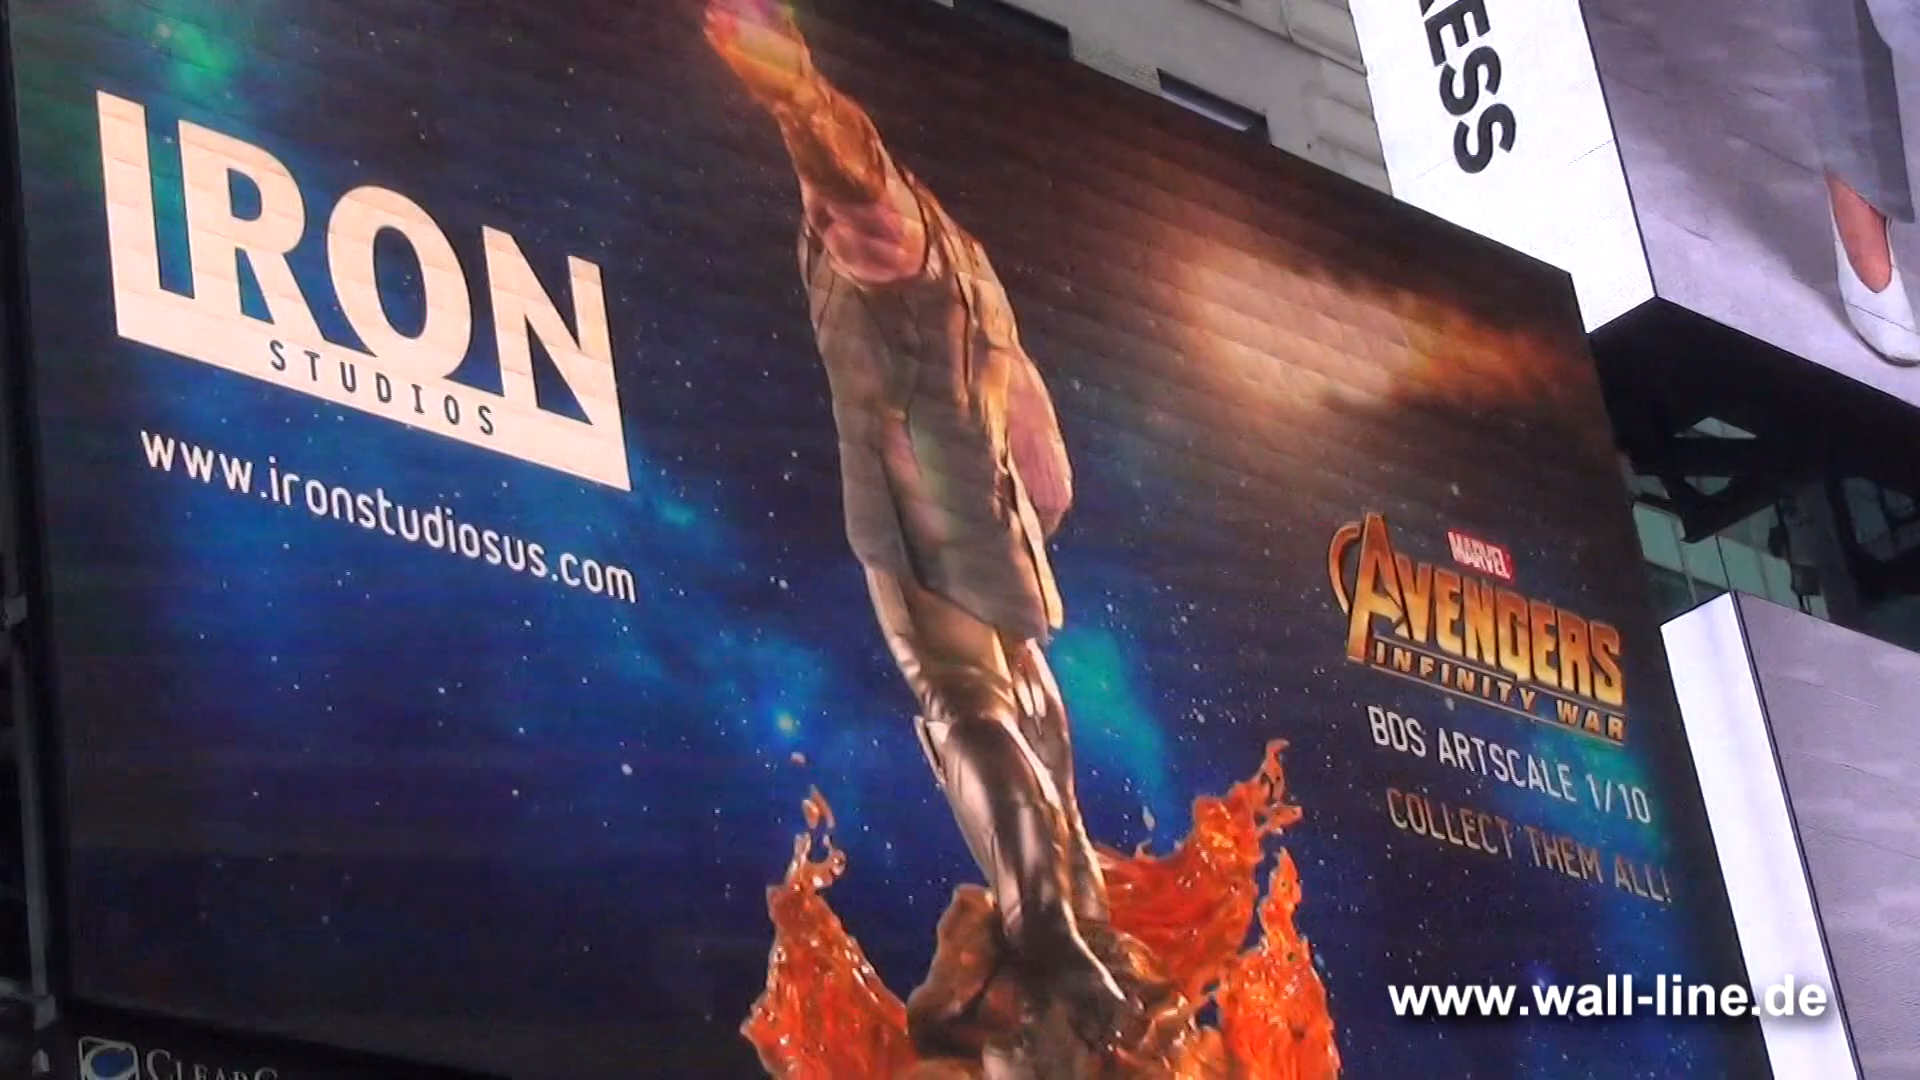 IRON
STUDIOS
www.ironstudiosus.com
MARVEL
AVENGERS
INFINITY WAR
BDS ARTSCALE 1/10
COLLECT THEM ALL!
www.wall-line.de